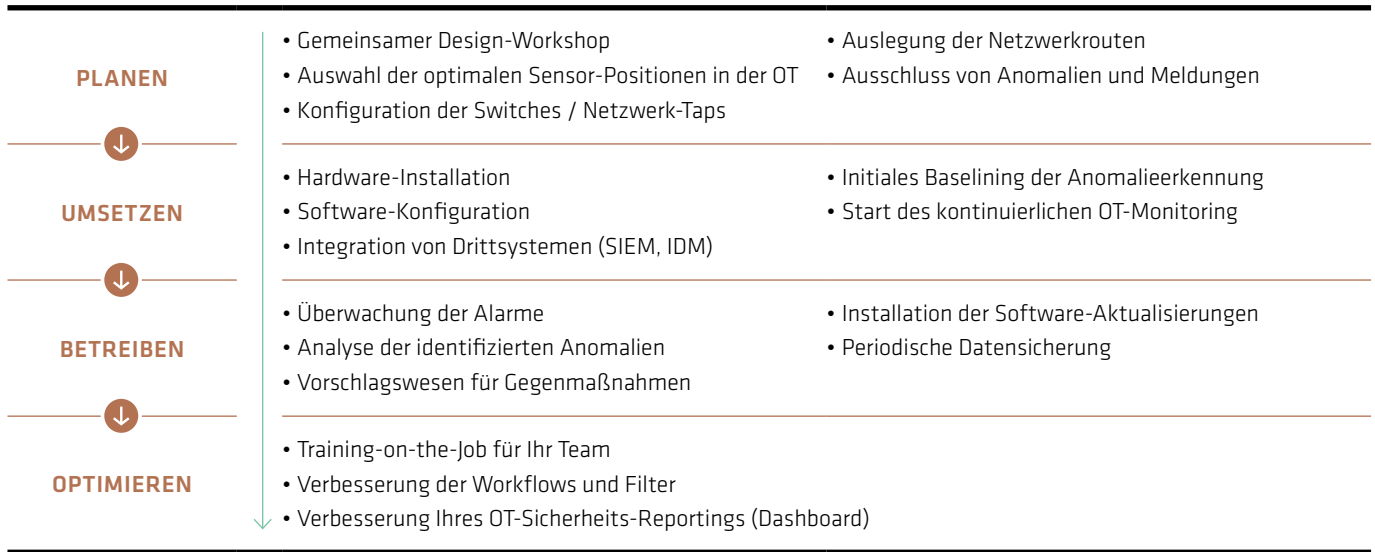 PLANEN
• Gemeinsamer Design-Workshop
• Auswahl der optimalen Sensor-Positionen in der OT
• Konfiguration der Switches / Netzwerk-Taps
• Auslegung der Netzwerkrouten
• Ausschluss von Anomalien und Meldungen
UMSETZEN
• Hardware-Installation
• Software-Konfiguration
• Integration von Drittsystemen (SIEM, IDM)
• Initiales Baselining der Anomalieerkennung
• Start des kontinuierlichen OT-Monitoring
BETREIBEN
• Überwachung der Alarme
• Analyse der identifizierten Anomalien
• Vorschlagswesen für Gegenmaßnahmen
• Installation der Software-Aktualisierungen
• Periodische Datensicherung
OPTIMIEREN
• Training-on-the-Job für Ihr Team
• Verbesserung der Workflows und Filter
• Verbesserung Ihres OT-Sicherheits-Reportings (Dashboard)